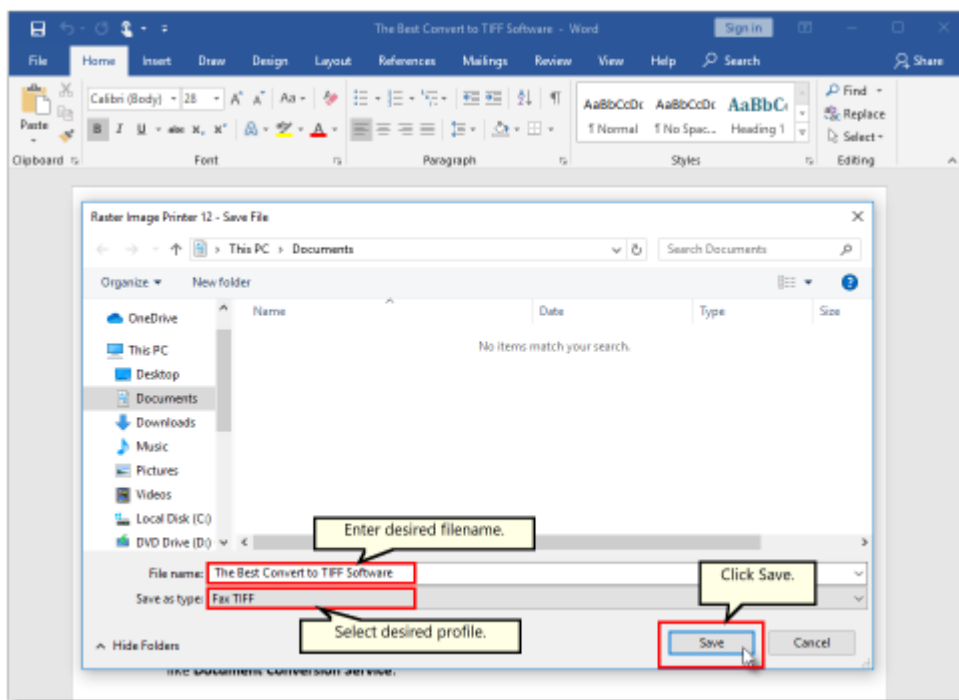 The Best Convert to TIFF Software - Word
Sign in
File Home Insert Draw Design Layout References Mailings Review View Help Search Share
Calibri (Body) 28 A A Aa
AaBbCcDc AaBbCcDc AaBbC
Find
Paste
B I U abc X, X² A
¶ Normal ¶ No Spac... Heading 1
Replace
Select
Clipboard Font Paragraph Styles Editing
Raster Image Printer 12 - Save File
This PC > Documents
Search Documents
Organize New folder
Name Date Type Size
OneDrive
No items match your search.
This PC
Desktop
Documents
Downloads
Music
Pictures
Videos
Local Disk (C:)
DVD Drive (D:)
Enter desired filename.
File name: The Best Convert to TIFF Software
Click Save.
Save as type: Fax TIFF
Select desired profile.
Hide Folders
Save Cancel
like Document Conversion Service.